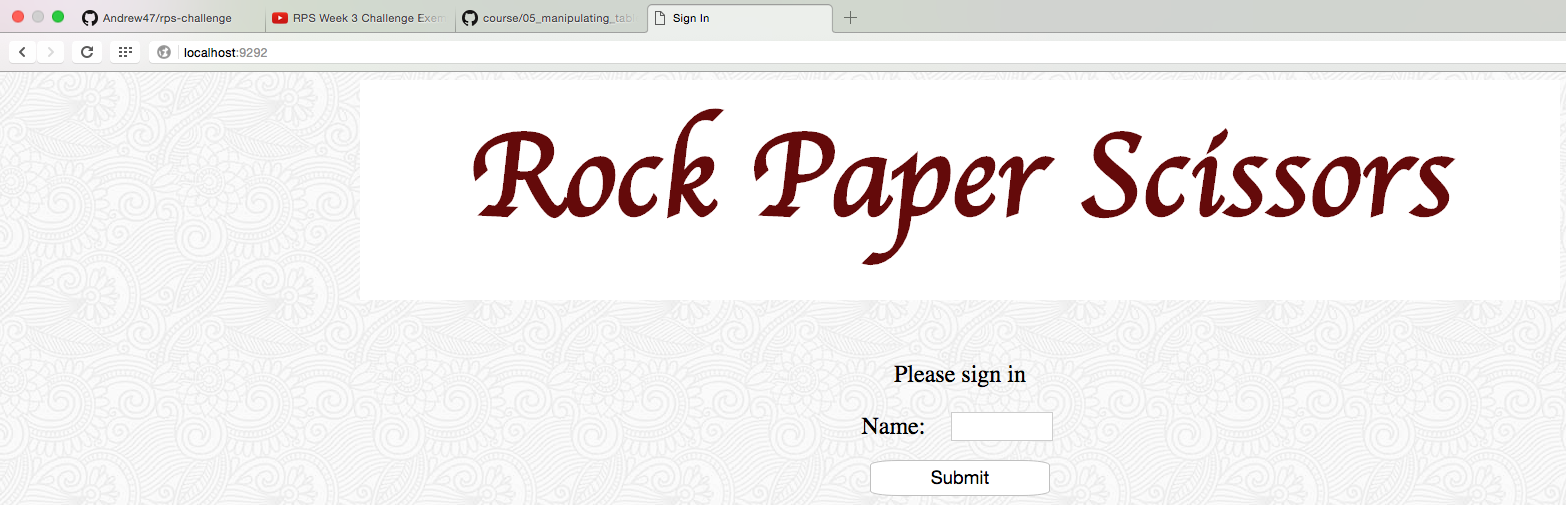 Andrew47/rps-challenge
RPS Week 3 Challenge Exem
course/05_manipulating_tabl
Sign In
localhost:9292
Rock Paper Scissors
Please sign in
Name:
Submit